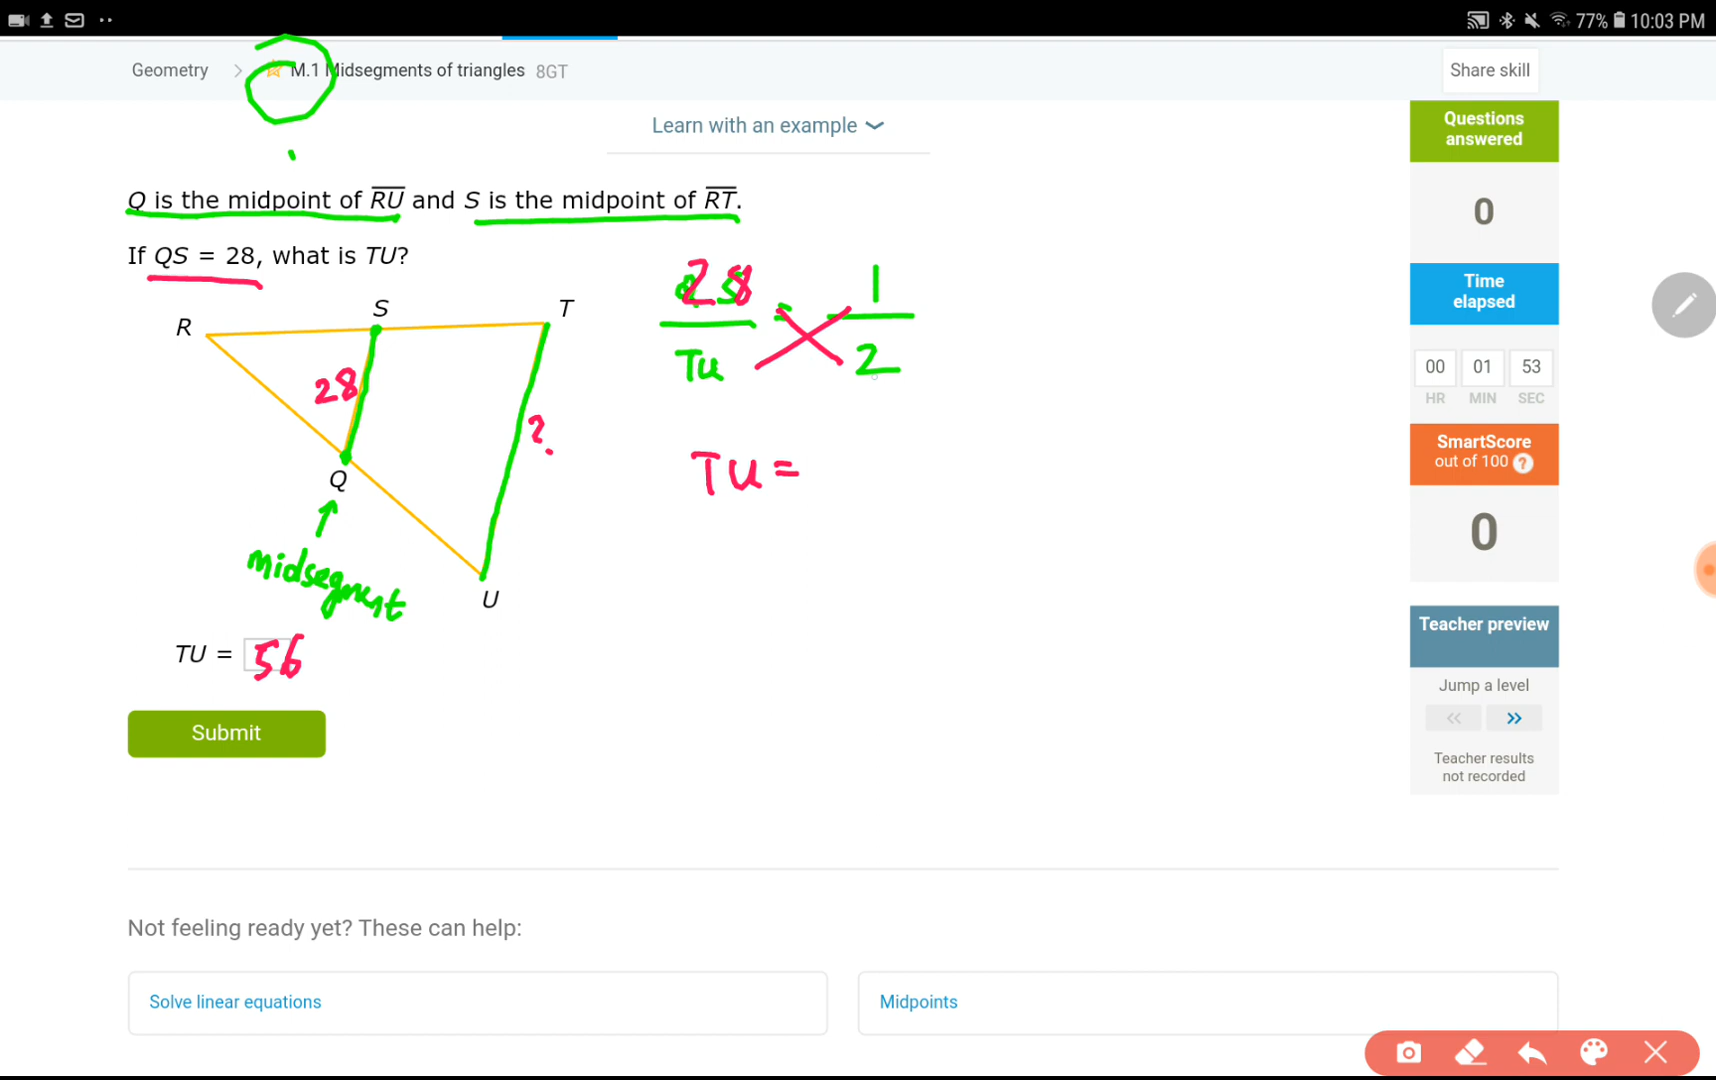 77% 10:03 PM
Geometry > M.1 Midsegments of triangles 8GT
Share skill
Learn with an example
Questions answered
0
Time elapsed
00 01 53
HR MIN SEC
SmartScore
out of 100 ?
0
Teacher preview
Jump a level
Teacher results
not recorded
Q is the midpoint of RU and S is the midpoint of RT.
If QS = 28, what is TU?
R S T
28
?
Q
U
midsegment
28 = 1
TU 2
TU =
TU = 56
Submit
Not feeling ready yet? These can help:
Solve linear equations
Midpoints